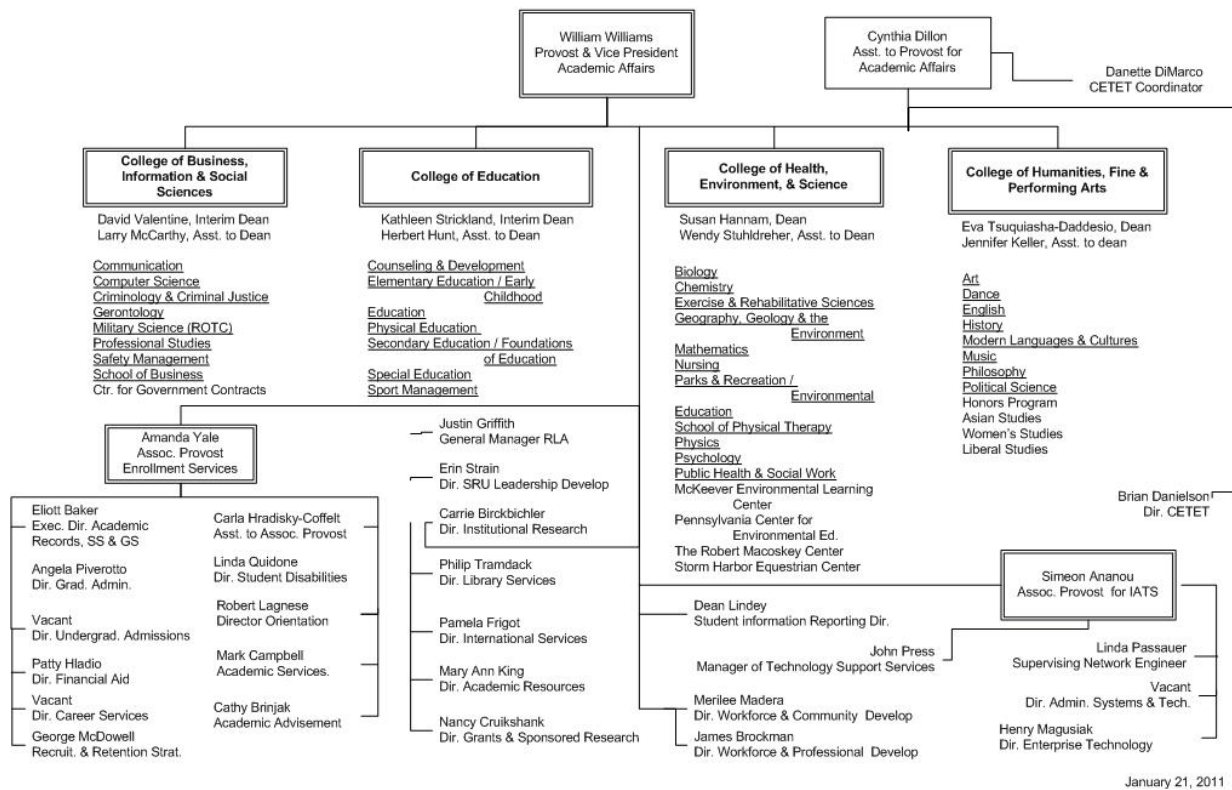 William Williams
Provost & Vice President
Academic Affairs
Cynthia Dillon
Asst. to Provost for
Academic Affairs
Danette DiMarco
CETET Coordinator
College of Business,
Information & Social
Sciences
David Valentine, Interim Dean
Larry McCarthy, Asst. to Dean
Communication
Computer Science
Criminology & Criminal Justice
Gerontology
Military Science (ROTC)
Professional Studies
Safety Management
School of Business
Ctr. for Government Contracts
College of Education
Kathleen Strickland, Interim Dean
Herbert Hunt, Asst. to Dean
Counseling & Development
Elementary Education / Early
Childhood
Education
Physical Education
Secondary Education / Foundations
of Education
Special Education
Sport Management
College of Health,
Environment, & Science
Susan Hannam, Dean
Wendy Stuhldreher, Asst. to Dean
Biology
Chemistry
Exercise & Rehabilitative Sciences
Geography, Geology & the
Environment
Mathematics
Nursing
Parks & Recreation /
Environmental
Education
School of Physical Therapy
Physics
Psychology
Public Health & Social Work
McKeever Environmental Learning
Center
Pennsylvania Center for
Environmental Ed.
The Robert Macoskey Center
Storm Harbor Equestrian Center
College of Humanities, Fine &
Performing Arts
Eva Tsuquiasha-Daddesio, Dean
Jennifer Keller, Asst. to dean
Art
Dance
English
History
Modern Languages & Cultures
Music
Philosophy
Political Science
Honors Program
Asian Studies
Women's Studies
Liberal Studies
Amanda Yale
Assoc. Provost
Enrollment Services
Eliott Baker
Exec. Dir. Academic
Records, SS & GS
Angela Piverotto
Dir. Grad. Admin.
Vacant
Dir. Undergrad. Admissions
Patty Hladio
Dir. Financial Aid
Vacant
Dir. Career Services
George McDowell
Recruit. & Retention Strat.
Carla Hradisky-Coffelt
Asst. to Assoc. Provost
Linda Quidone
Dir. Student Disabilities
Robert Lagnese
Director Orientation
Mark Campbell
Academic Services.
Cathy Brinjak
Academic Advisement
Justin Griffith
General Manager RLA
Erin Strain
Dir. SRU Leadership Develop
Carrie Birckbichler
Dir. Institutional Research
Philip Tramdack
Dir. Library Services
Pamela Frigot
Dir. International Services
Mary Ann King
Dir. Academic Resources
Nancy Cruikshank
Dir. Grants & Sponsored Research
Brian Danielson
Dir. CETET
Simeon Ananou
Assoc. Provost for IATS
Dean Lindey
Student information Reporting Dir.
John Press
Manager of Technology Support Services
Merilee Madera
Dir. Workforce & Community Develop
James Brockman
Dir. Workforce & Professional Develop
Linda Passauer
Supervising Network Engineer
Vacant
Dir. Admin. Systems & Tech.
Henry Magusiak
Dir. Enterprise Technology
January 21, 2011